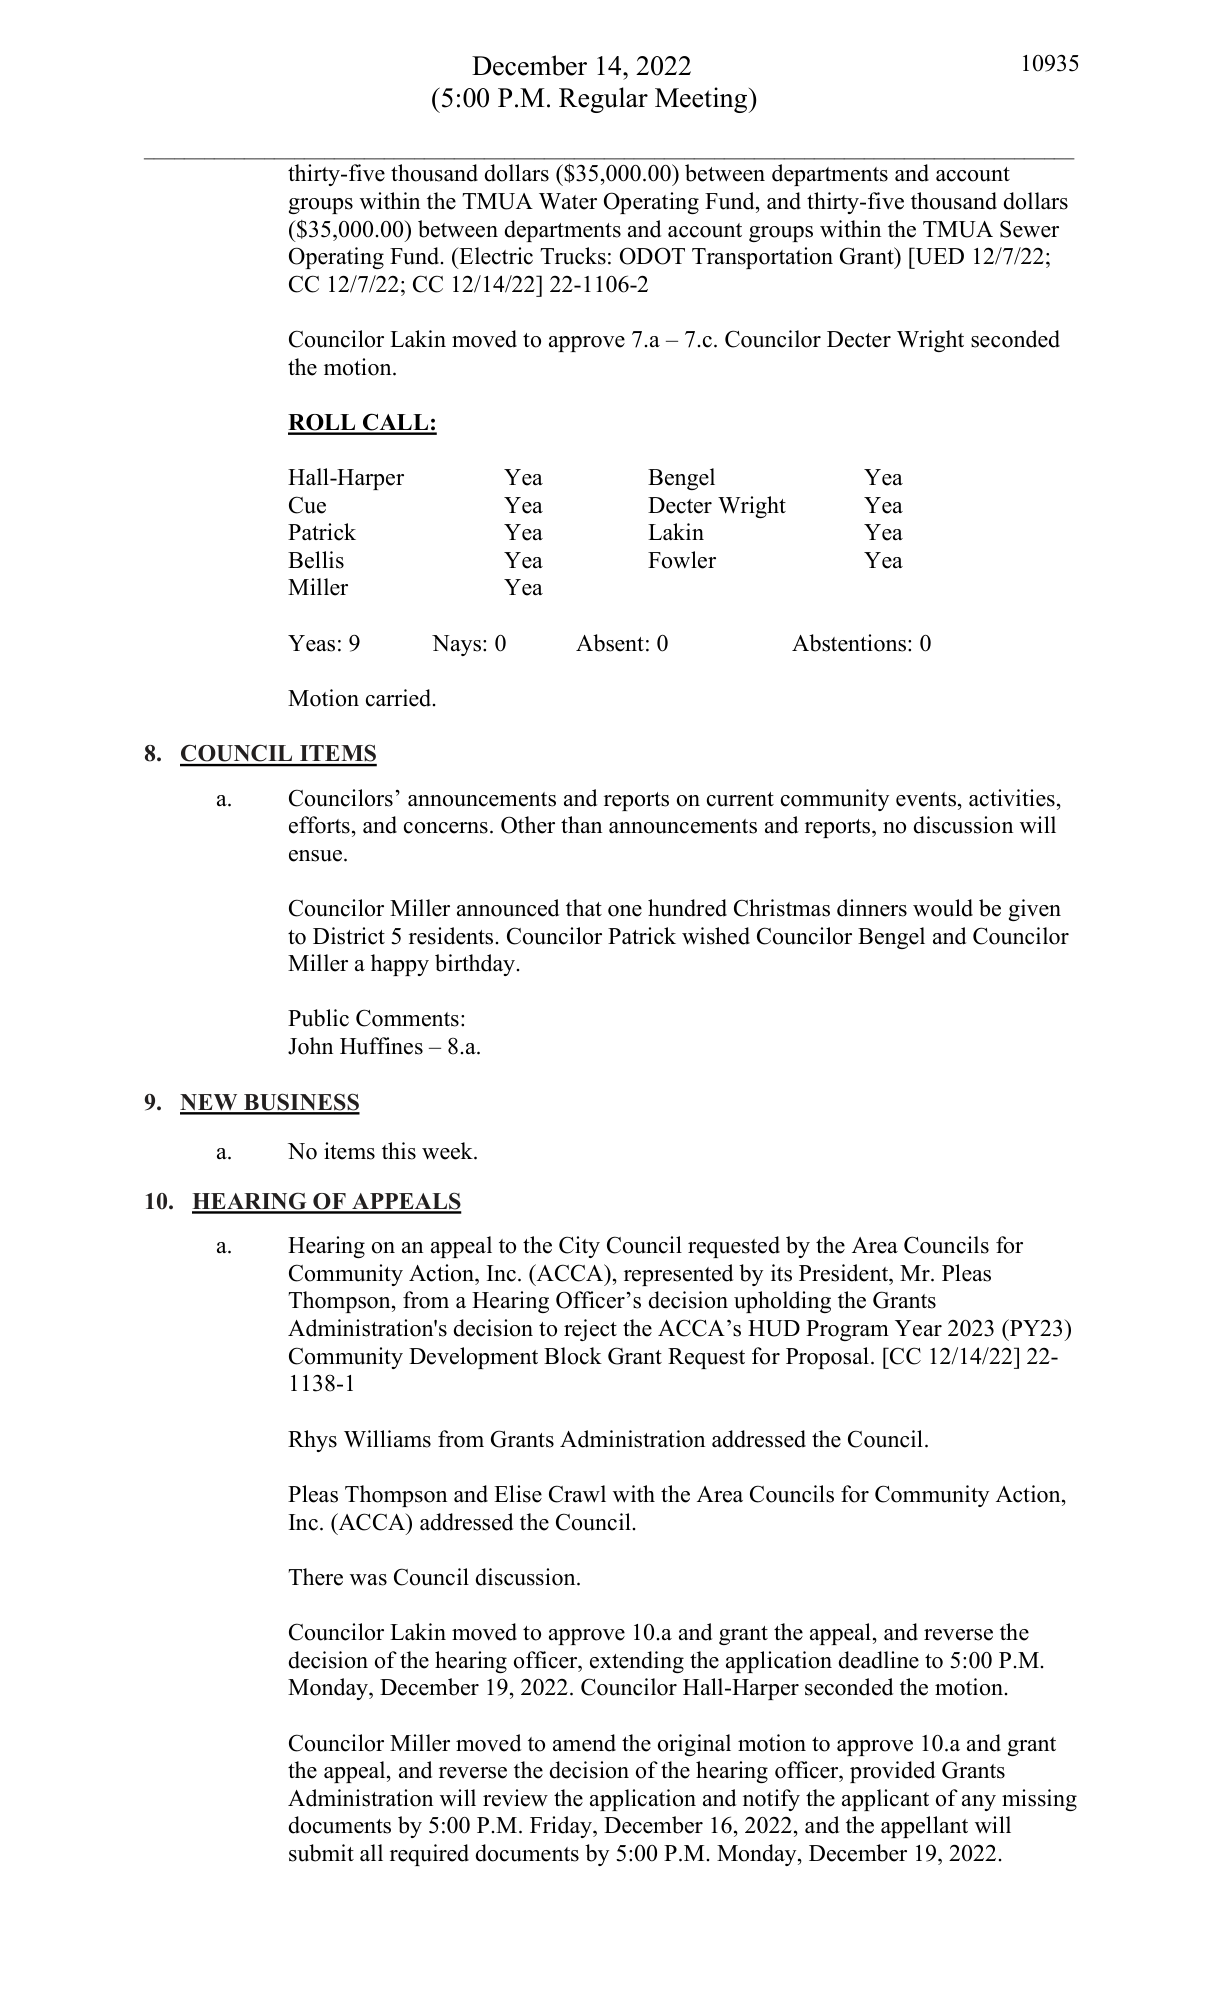 December 14, 2022
10935
(5:00 P.M. Regular Meeting)
thirty-five thousand dollars ($35,000.00) between departments and account
groups within the TMUA Water Operating Fund, and thirty-five thousand dollars
($35,000.00) between departments and account groups within the TMUA Sewer
Operating Fund. (Electric Trucks: ODOT Transportation Grant) [UED 12/7/22;
CC 12/7/22; CC 12/14/22] 22-1106-2
Councilor Lakin moved to approve 7.a – 7.c. Councilor Decter Wright seconded
the motion.
ROLL CALL:
Hall-Harper Yea Bengel Yea
Cue Yea Decter Wright Yea
Patrick Yea Lakin Yea
Bellis Yea Fowler Yea
Miller Yea
Yeas: 9 Nays: 0 Absent: 0 Abstentions: 0
Motion carried.
8. COUNCIL ITEMS
a. Councilors’ announcements and reports on current community events, activities,
efforts, and concerns. Other than announcements and reports, no discussion will
ensue.
Councilor Miller announced that one hundred Christmas dinners would be given
to District 5 residents. Councilor Patrick wished Councilor Bengel and Councilor
Miller a happy birthday.
Public Comments:
John Huffines – 8.a.
9. NEW BUSINESS
a. No items this week.
10. HEARING OF APPEALS
a. Hearing on an appeal to the City Council requested by the Area Councils for
Community Action, Inc. (ACCA), represented by its President, Mr. Pleas
Thompson, from a Hearing Officer’s decision upholding the Grants
Administration's decision to reject the ACCA’s HUD Program Year 2023 (PY23)
Community Development Block Grant Request for Proposal. [CC 12/14/22] 22-
1138-1
Rhys Williams from Grants Administration addressed the Council.
Pleas Thompson and Elise Crawl with the Area Councils for Community Action,
Inc. (ACCA) addressed the Council.
There was Council discussion.
Councilor Lakin moved to approve 10.a and grant the appeal, and reverse the
decision of the hearing officer, extending the application deadline to 5:00 P.M.
Monday, December 19, 2022. Councilor Hall-Harper seconded the motion.
Councilor Miller moved to amend the original motion to approve 10.a and grant
the appeal, and reverse the decision of the hearing officer, provided Grants
Administration will review the application and notify the applicant of any missing
documents by 5:00 P.M. Friday, December 16, 2022, and the appellant will
submit all required documents by 5:00 P.M. Monday, December 19, 2022.